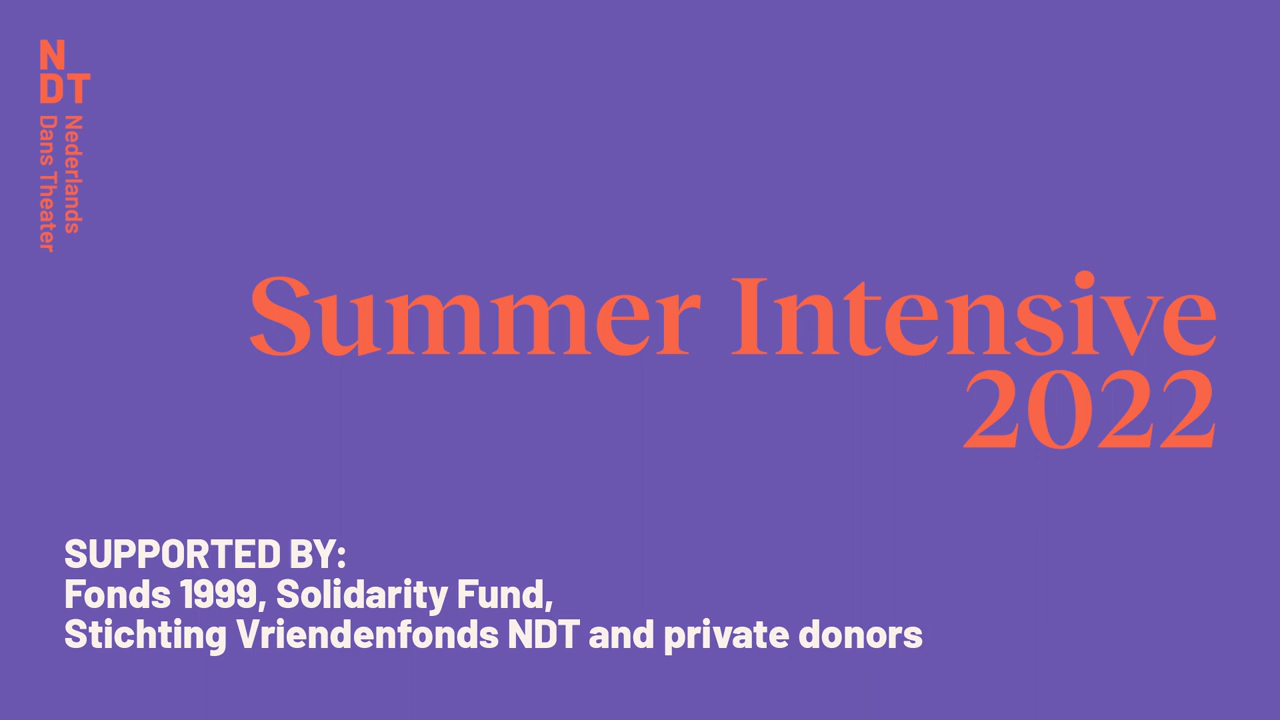 N
DT
Nederlands
Dans Theater
Summer Intensive
2022
SUPPORTED BY:
Fonds 1999, Solidarity Fund,
Stichting Vriendenfonds NDT and private donors